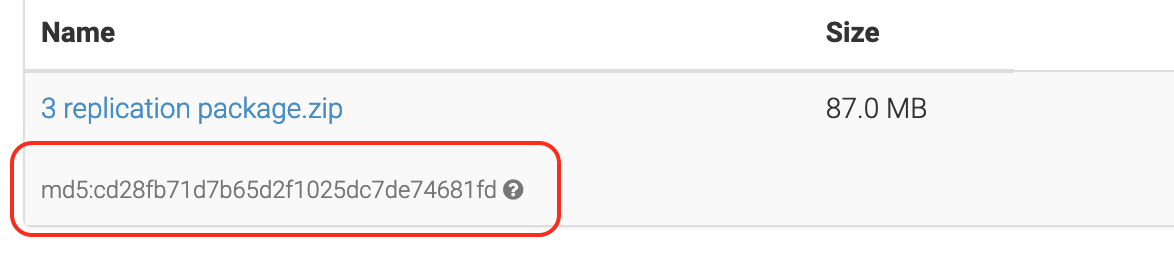 Name Size
3 replication package.zip 87.0 MB
md5:cd28fb71d7b65d2f1025dc7de74681fd ?